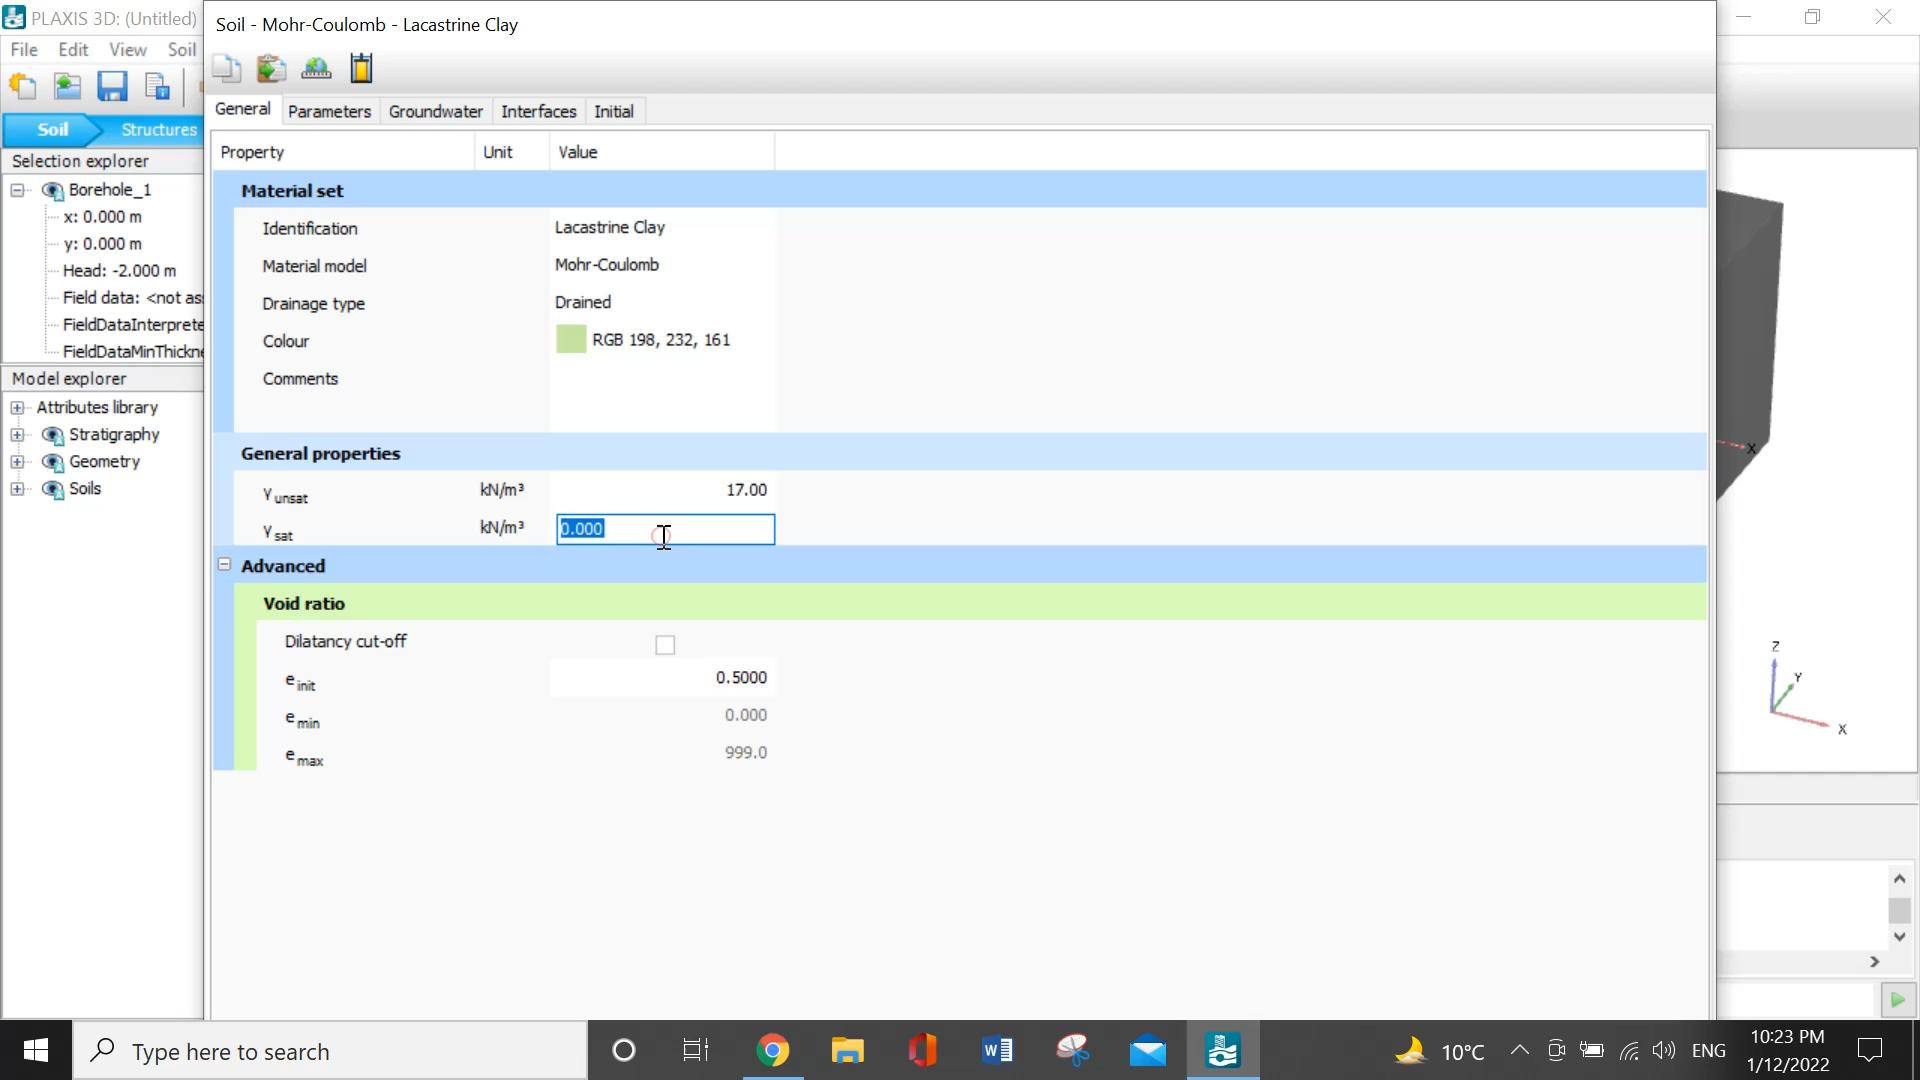 PLAXIS 3D: (Untitled)
Soil - Mohr-Coulomb - Lacastrine Clay
File Edit View Soil
Soil Structures
General Parameters Groundwater Interfaces Initial
Selection explorer
Borehole_1
x: 0.000 m
y: 0.000 m
Head: -2.000 m
Field data: <not as
FieldDataInterprete
FieldDataMinThickne
Model explorer
Attributes library
Stratigraphy
Geometry
Soils
Property Unit Value
Material set
Identification Lacastrine Clay
Material model Mohr-Coulomb
Drainage type Drained
Colour RGB 198, 232, 161
Comments
General properties
γ unsat kN/m³ 17.00
γ sat kN/m³ 0.000
Advanced
Void ratio
Dilatancy cut-off
e init 0.5000
e min 0.000
e max 999.0
X
Z
Y
X
Type here to search
10°C
ENG
10:23 PM
1/12/2022